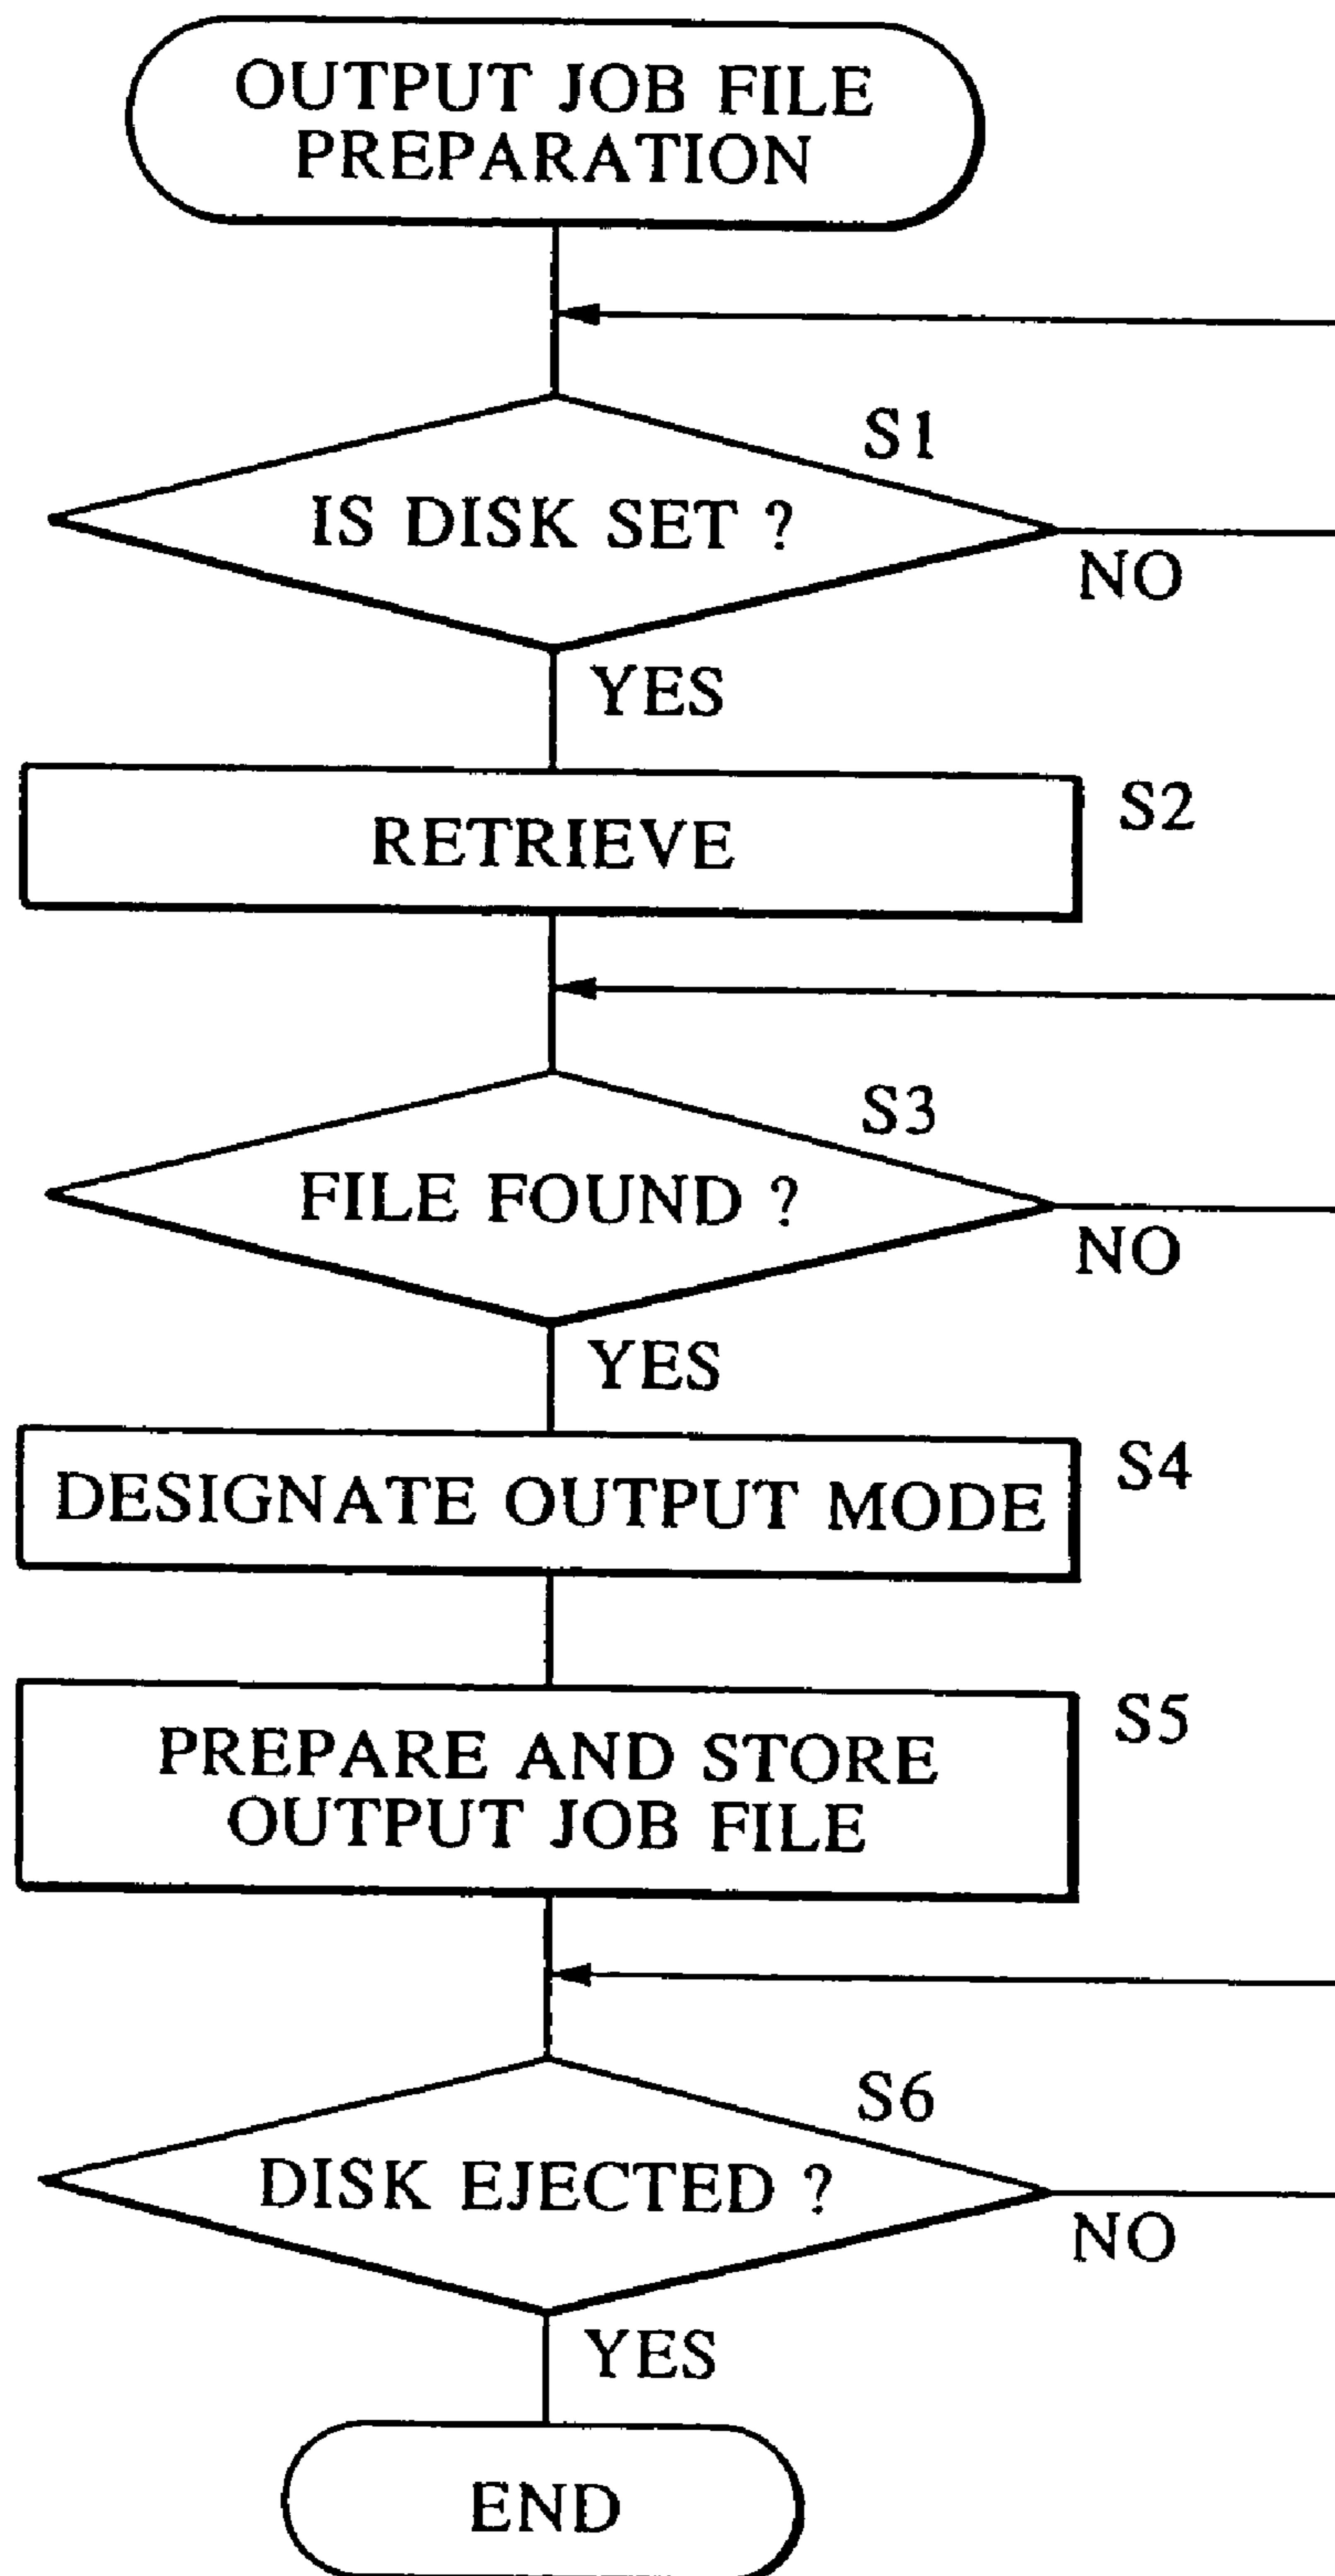 OUTPUT JOB FILE
PREPARATION
S1
IS DISK SET ?
NO
YES
S2
RETRIEVE
S3
FILE FOUND ?
NO
YES
S4
DESIGNATE OUTPUT MODE
S5
PREPARE AND STORE
OUTPUT JOB FILE
S6
DISK EJECTED ?
NO
YES
END